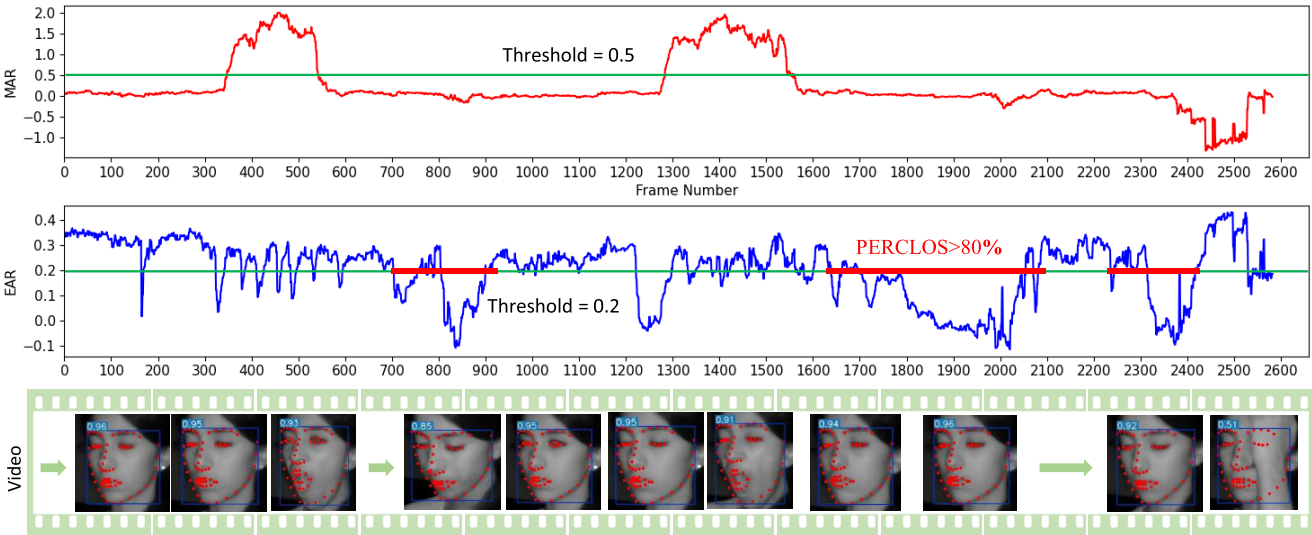 2.0
1.5
1.0
0.5
0.0
−0.5
−1.0
MAR
Threshold = 0.5
0 100 200 300 400 500 600 700 800 900 1000 1100 1200 1300 1400 1500 1600 1700 1800 1900 2000 2100 2200 2300 2400 2500 2600
Frame Number
0.4
0.3
0.2
0.1
0.0
−0.1
EAR
PERCLOS>80%
Threshold = 0.2
0 100 200 300 400 500 600 700 800 900 1000 1100 1200 1300 1400 1500 1600 1700 1800 1900 2000 2100 2200 2300 2400 2500 2600
Video
0.96 0.95 0.93 0.85 0.95 0.95 0.91 0.94 0.96 0.92 0.51